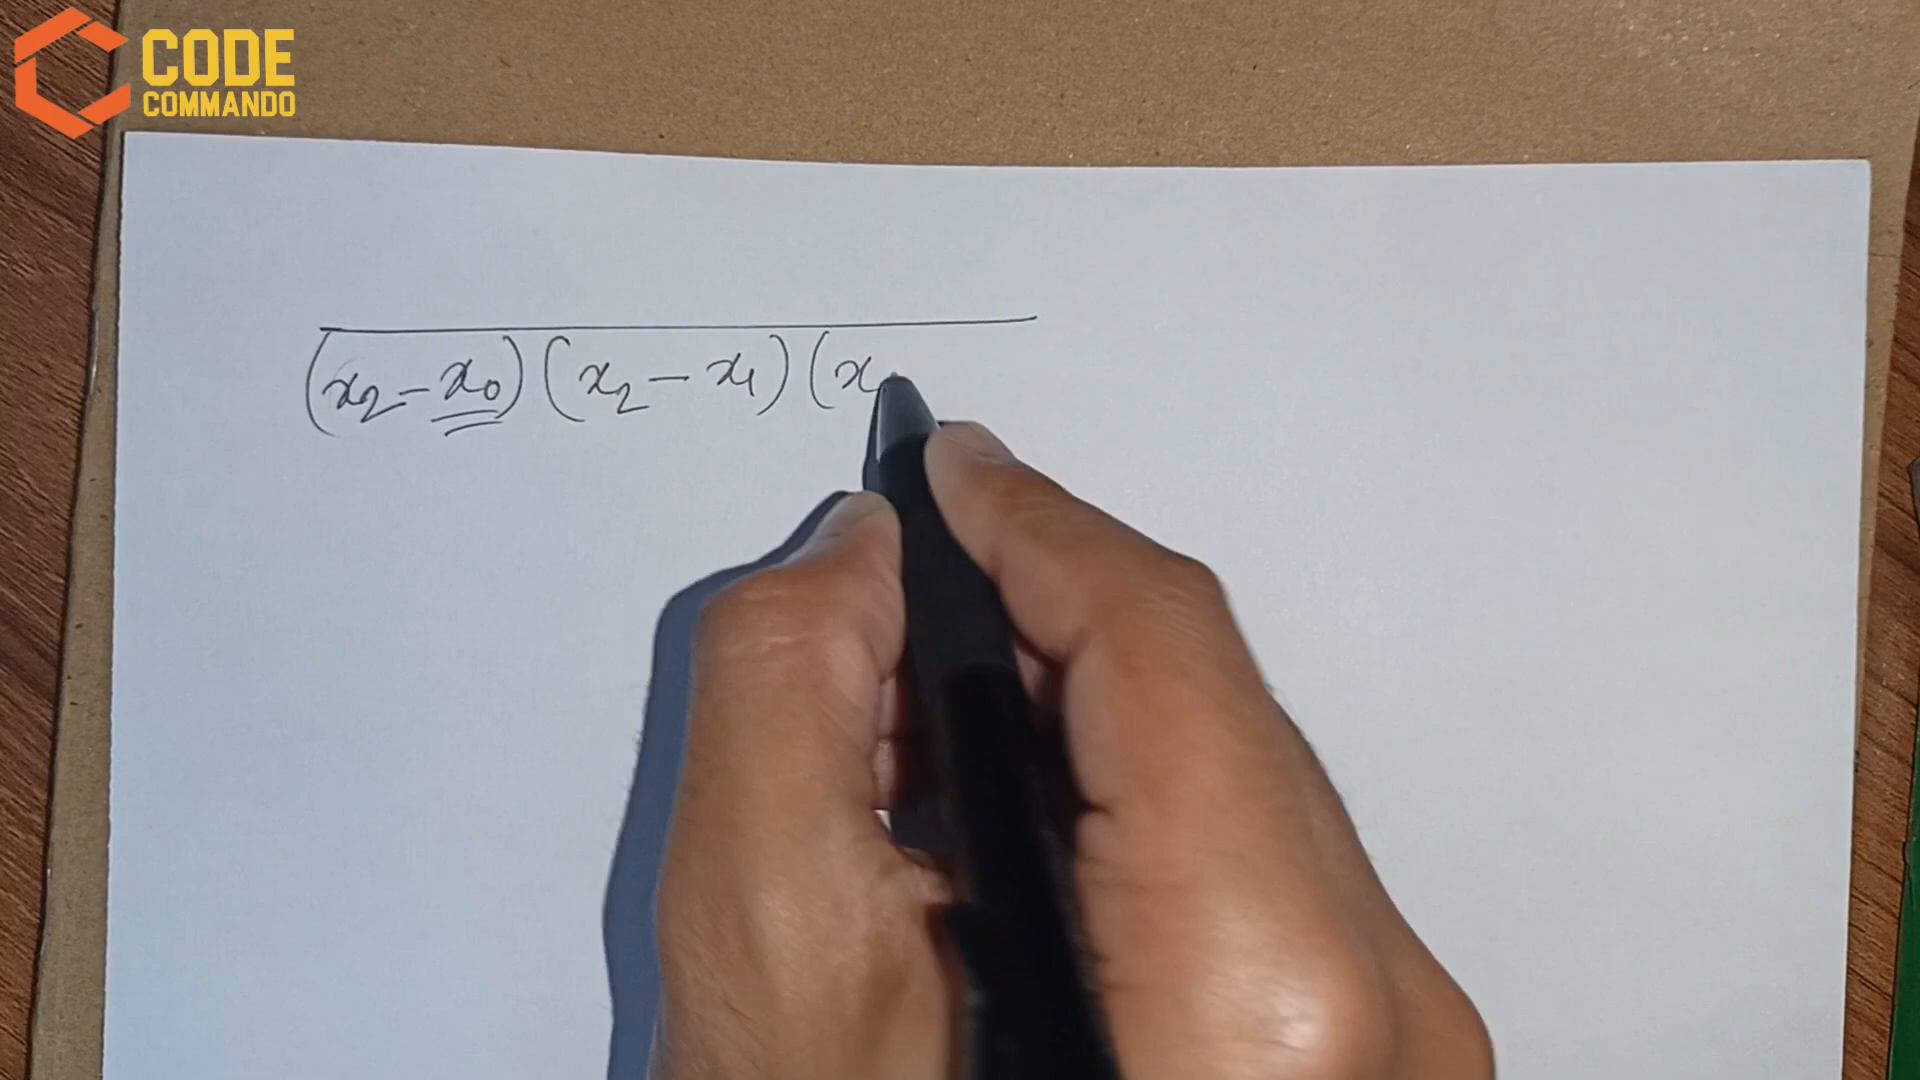 CODE
COMMANDO
(x₂ - x₀) (x₂ - x₁) (x